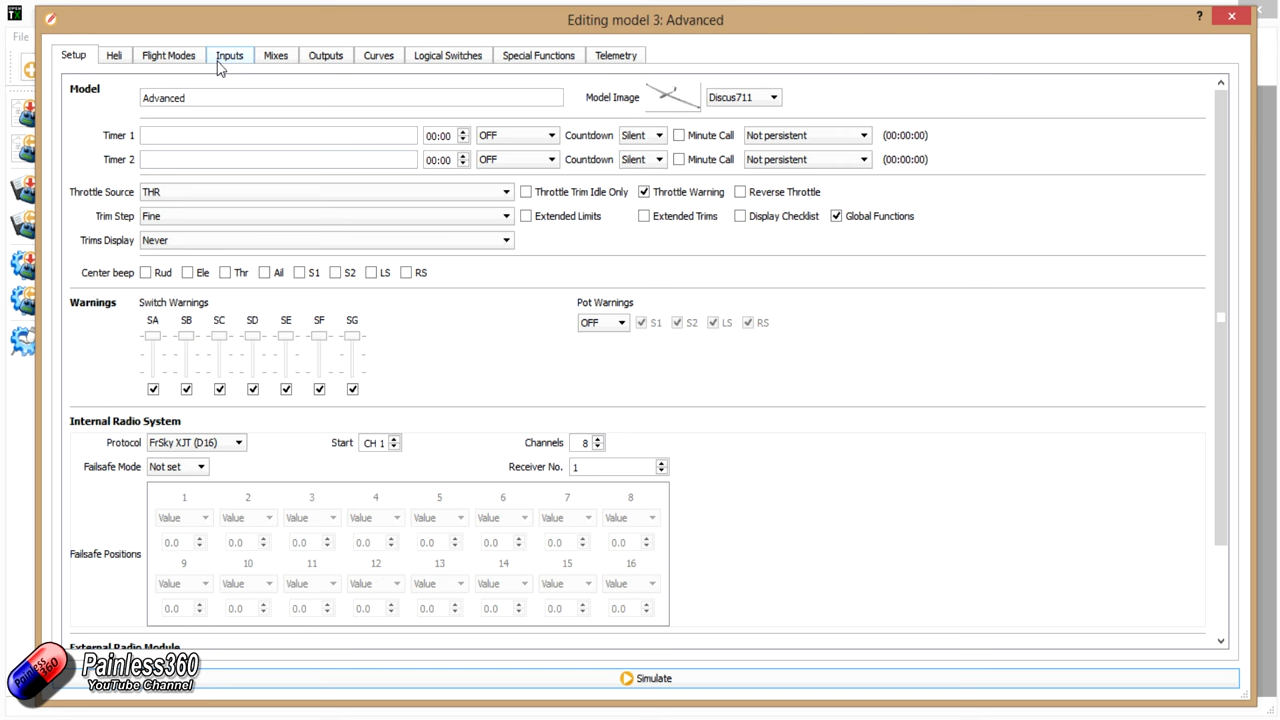 OPEN
TX
Editing model 3: Advanced
?
File
Setup Heli Flight Modes Inputs Mixes Outputs Curves Logical Switches Special Functions Telemetry
Model Advanced Model Image Discus711
Timer 1 00:00 OFF Countdown Silent Minute Call Not persistent (00:00:00)
Timer 2 00:00 OFF Countdown Silent Minute Call Not persistent (00:00:00)
Throttle Source THR Throttle Trim Idle Only Throttle Warning Reverse Throttle
Trim Step Fine Extended Limits Extended Trims Display Checklist Global Functions
Trims Display Never
Center beep Rud Ele Thr Ail S1 S2 LS RS
Warnings Switch Warnings Pot Warnings
SA SB SC SD SE SF SG OFF S1 S2 LS RS
Internal Radio System
Protocol FrSky XJT (D16) Start CH 1 Channels 8
Failsafe Mode Not set Receiver No. 1
1 2 3 4 5 6 7 8
Value Value Value Value Value Value Value Value
0.0 0.0 0.0 0.0 0.0 0.0 0.0 0.0
Failsafe Positions
9 10 11 12 13 14 15 16
Value Value Value Value Value Value Value Value
0.0 0.0 0.0 0.0 0.0 0.0 0.0 0.0
External Radio Module
Painless360
Painless360
YouTube Channel
Simulate